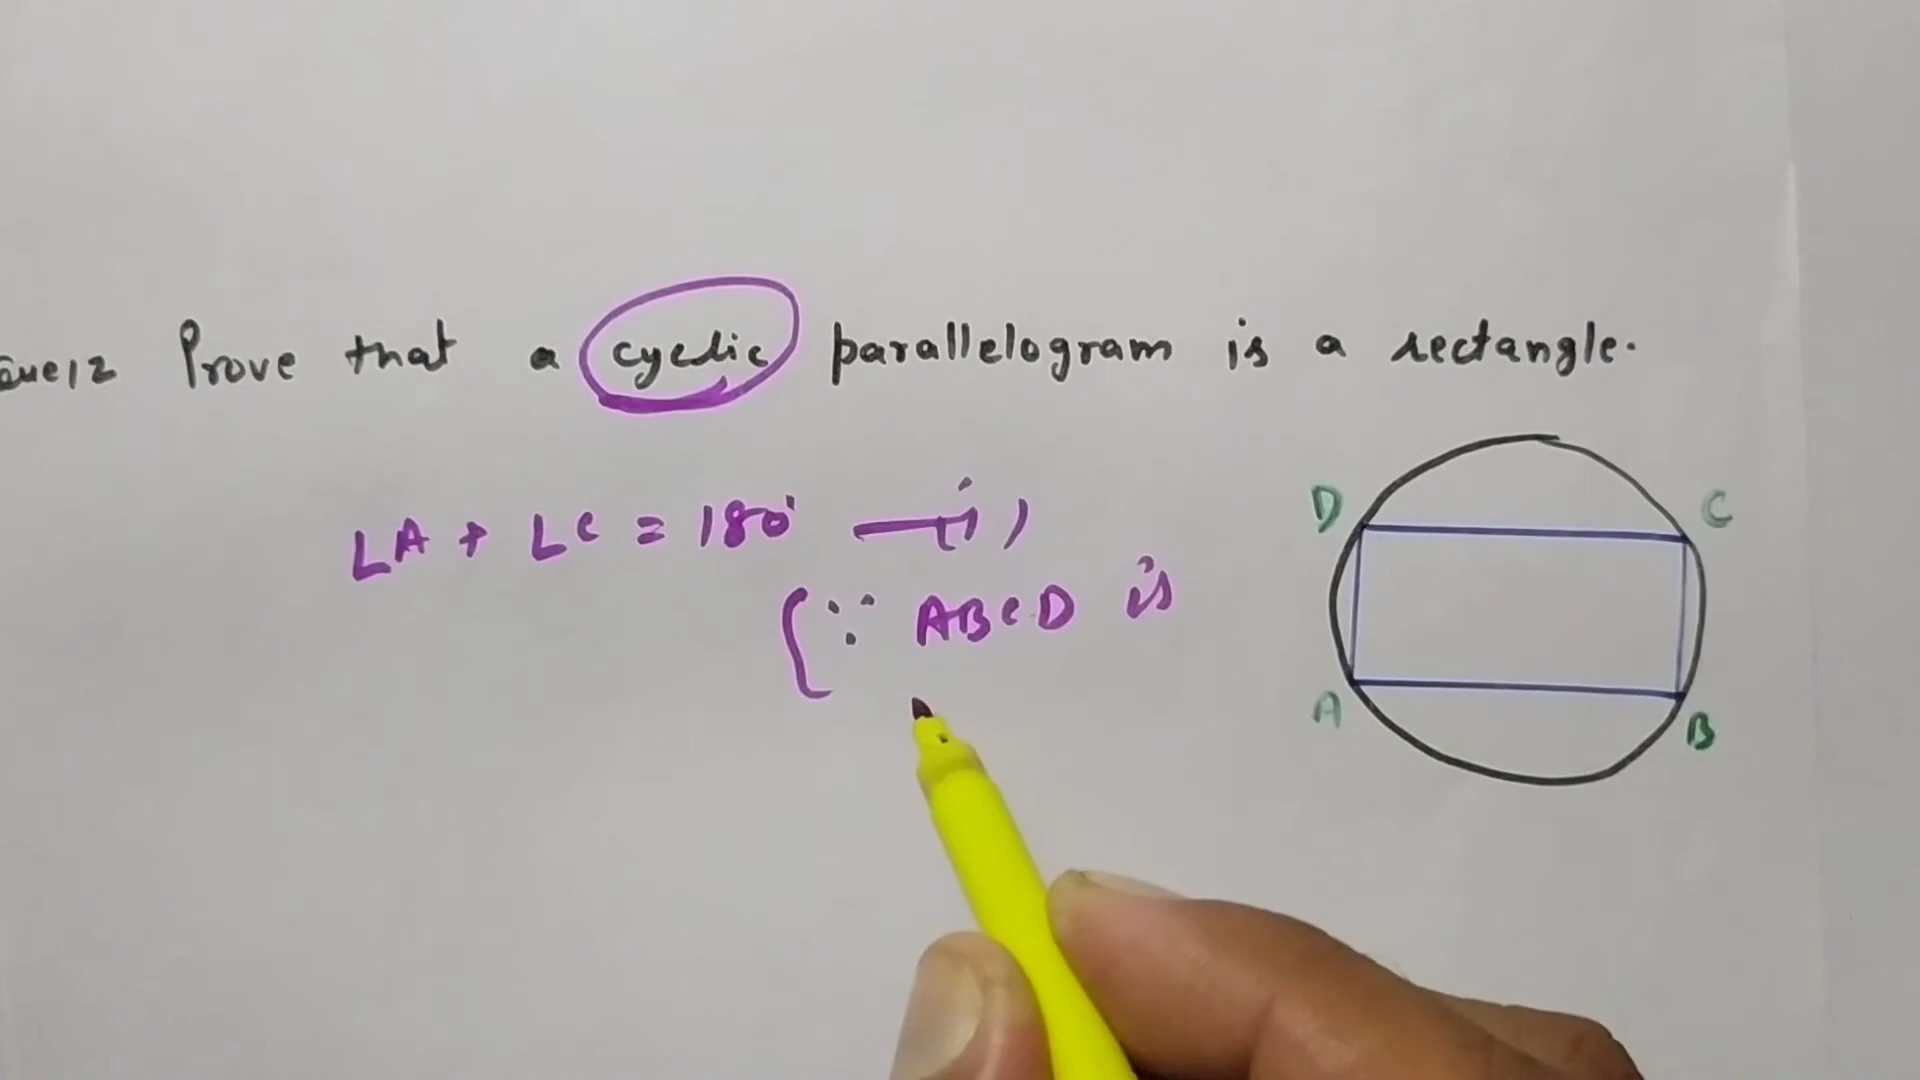 Que12 Prove that a cyclic parallelogram is a rectangle.
∠A + ∠C = 180° —(i)
{∵ ABCD is
D
C
A
B